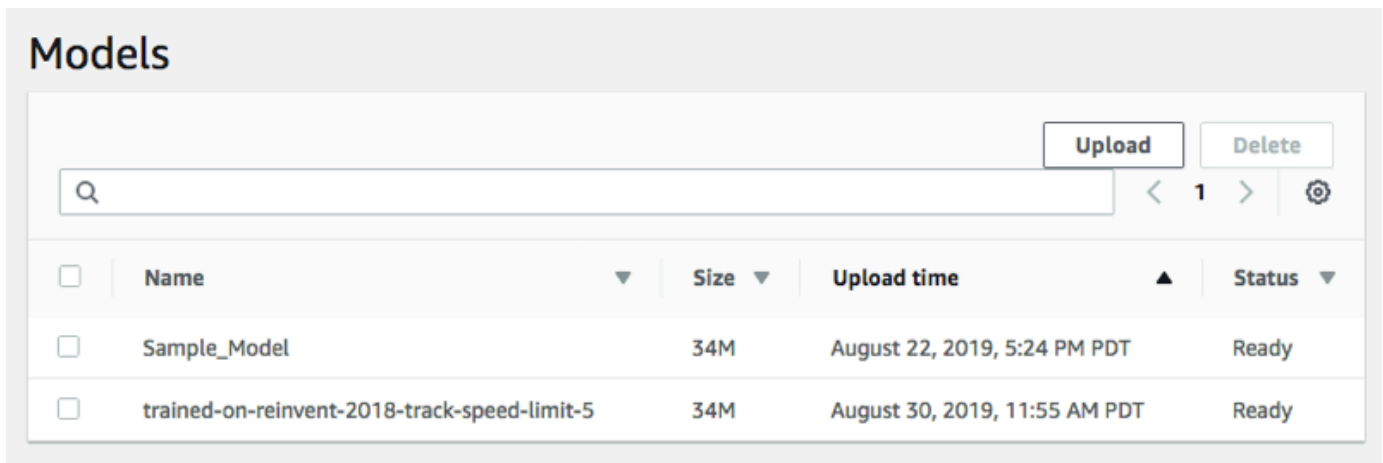 Models
Upload Delete
1
Name Size Upload time Status
Sample_Model 34M August 22, 2019, 5:24 PM PDT Ready
trained-on-reinvent-2018-track-speed-limit-5 34M August 30, 2019, 11:55 AM PDT Ready